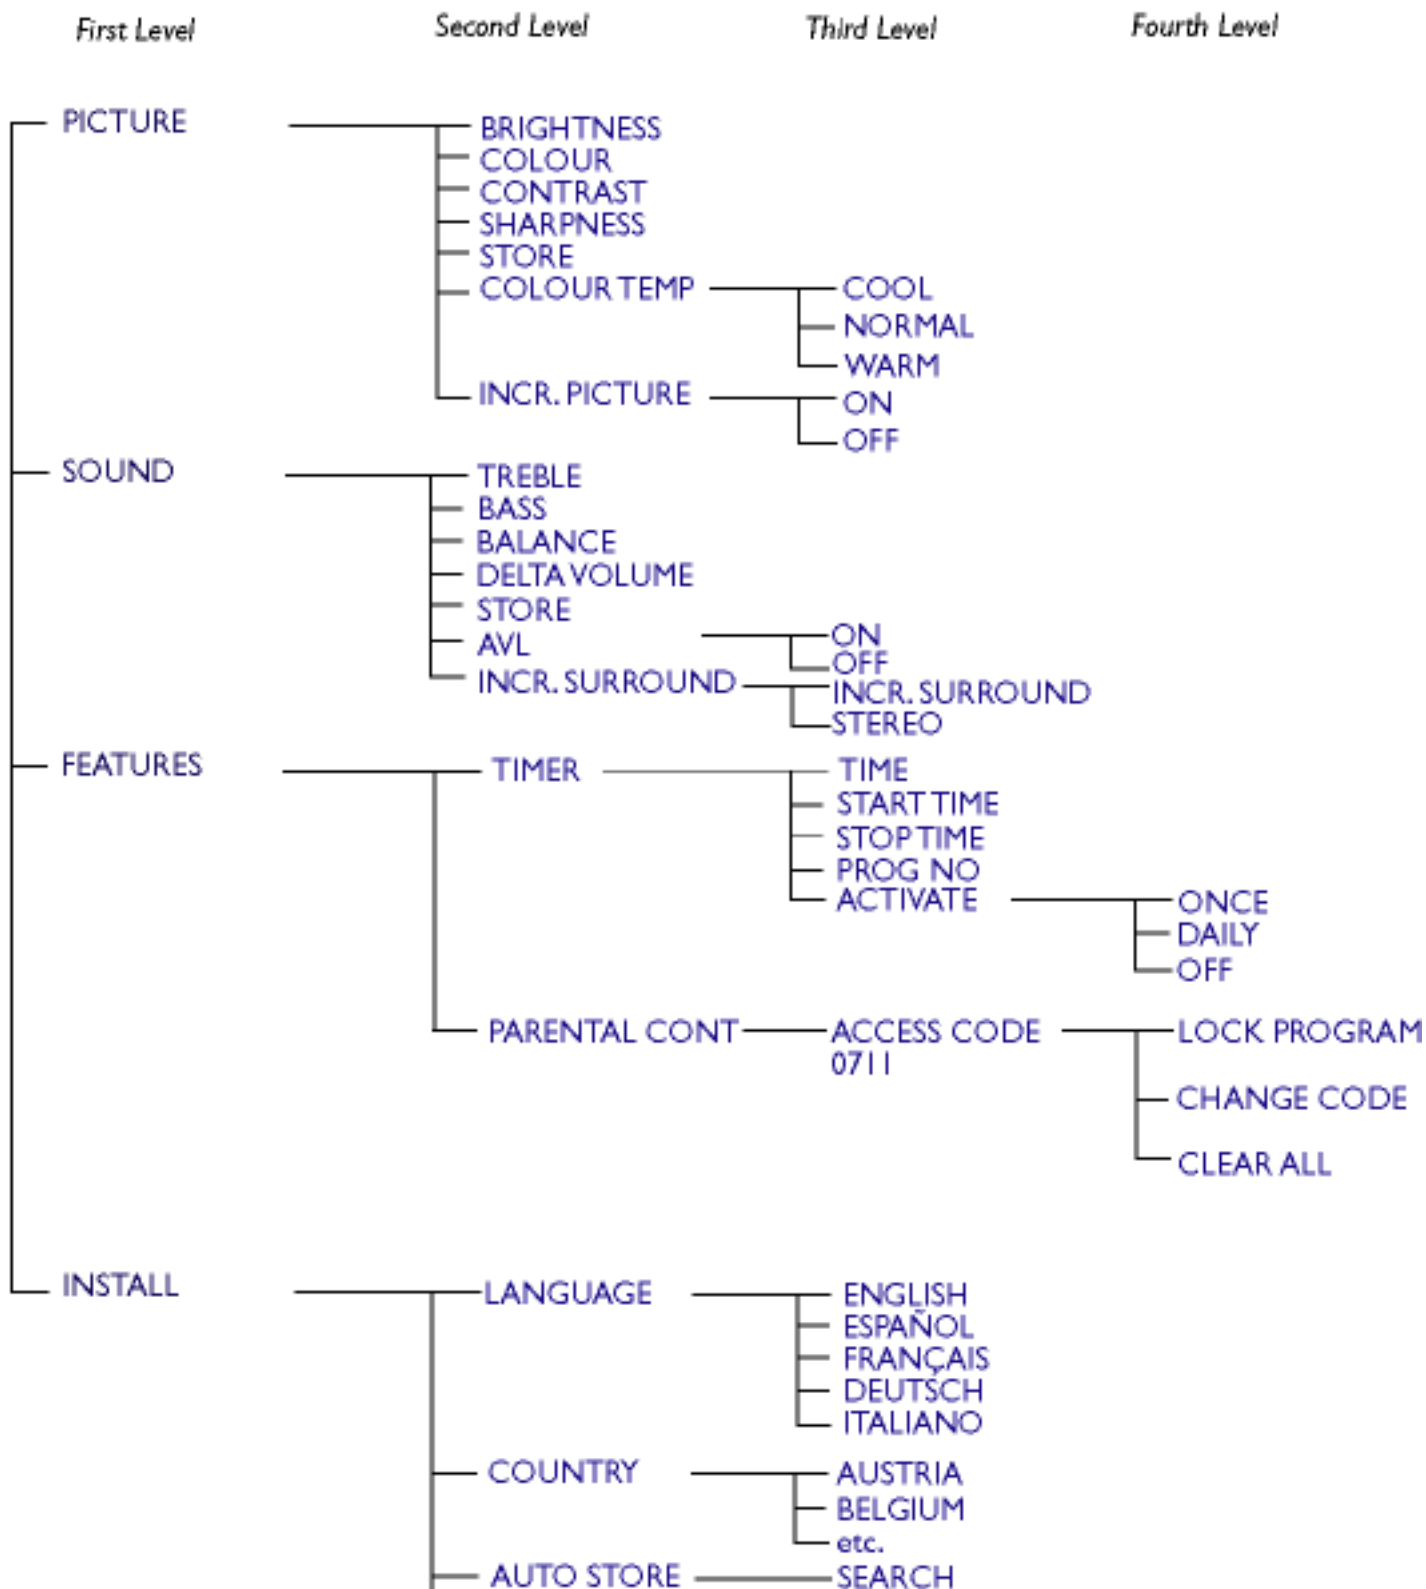 First Level Second Level Third Level Fourth Level
PICTURE BRIGHTNESS
COLOUR
CONTRAST
SHARPNESS
STORE
COLOUR TEMP COOL
NORMAL
WARM
INCR. PICTURE ON
OFF
SOUND TREBLE
BASS
BALANCE
DELTA VOLUME
STORE
AVL ON
OFF
INCR. SURROUND INCR. SURROUND
STEREO
FEATURES TIMER TIME
START TIME
STOP TIME
PROG NO
ACTIVATE ONCE
DAILY
OFF
PARENTAL CONT ACCESS CODE LOCK PROGRAM
0711
CHANGE CODE
CLEAR ALL
INSTALL LANGUAGE ENGLISH
ESPAÑOL
FRANÇAIS
DEUTSCH
ITALIANO
COUNTRY AUSTRIA
BELGIUM
etc.
AUTO STORE SEARCH